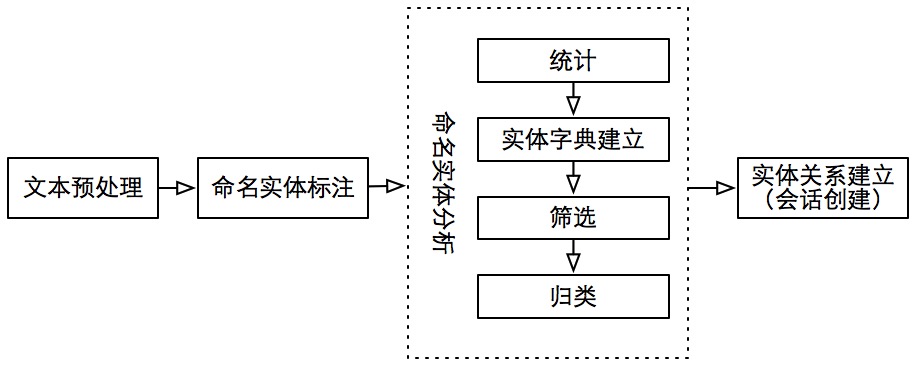 文本预处理
命名实体标注
命名实体分析
统计
实体字典建立
筛选
归类
实体关系建立
（会话创建）